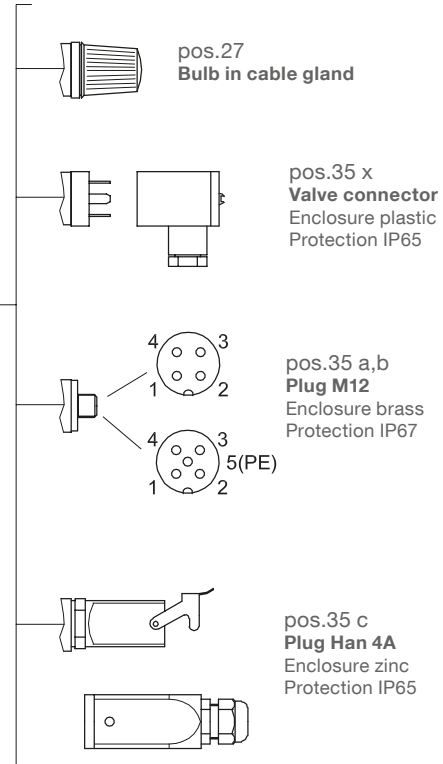 pos.27
Bulb in cable gland
pos.35 x
Valve connector
Enclosure plastic
Protection IP65
4 3
1 2
pos.35 a,b
Plug M12
Enclosure brass
Protection IP67
4 3
5(PE)
1 2
pos.35 c
Plug Han 4A
Enclosure zinc
Protection IP65